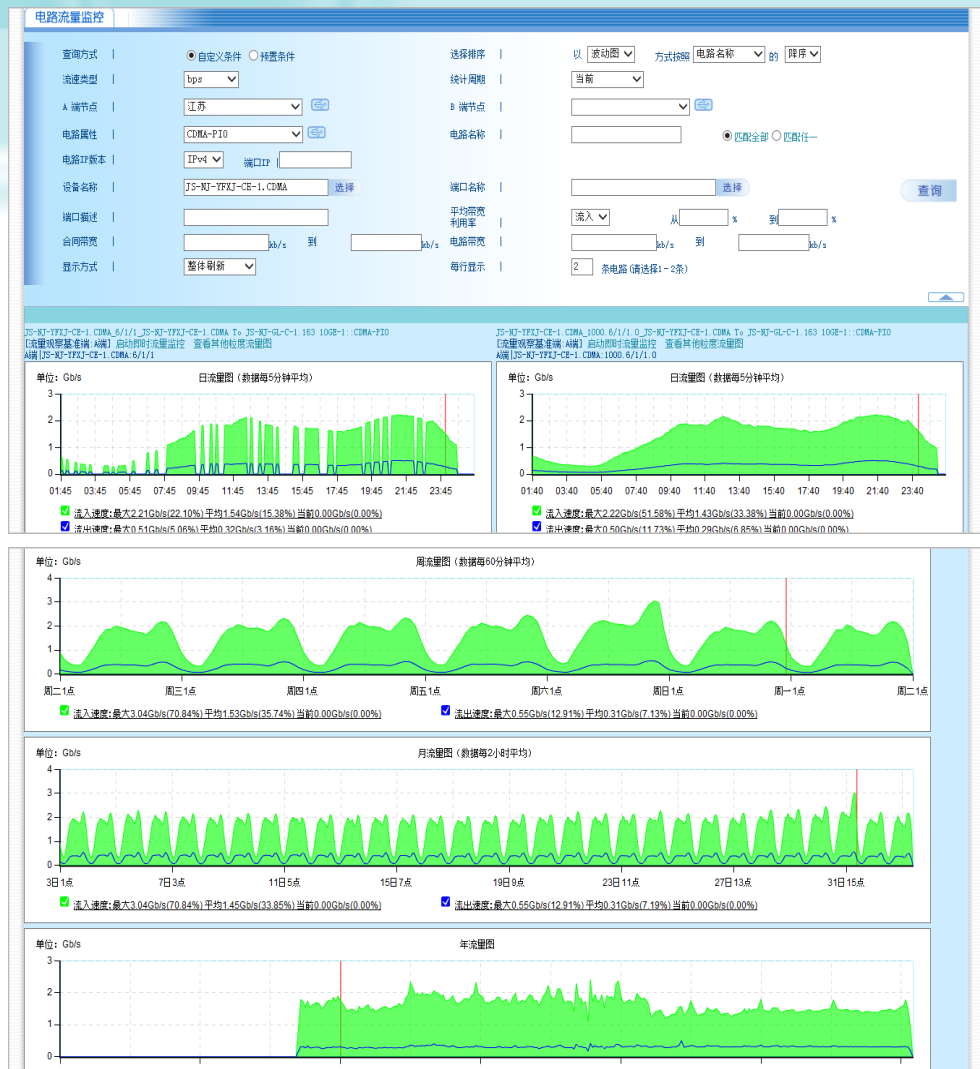 电路流量监控
查询方式 | 自定义条件 预置条件 选择排序 | 以 波动图 方式按照 电路名称 的 降序
流速类型 | bps 统计周期 | 当前
A 端节点 | 江苏 B 端节点 |
电路属性 | CDMA-PIO 电路名称 | 匹配全部 匹配任一
电路IP版本 | IPv4 端口IP |
设备名称 | JS-NJ-YFXJ-CE-1.CDMA 选择 端口名称 | 选择 查询
端口描述 | 平均带宽利用率 | 流入 从 % 到 %
合同带宽 | kb/s 到 kb/s 电路带宽 | kb/s 到 kb/s
显示方式 | 整体刷新 每行显示 | 2 条电路(请选择1-2条)
JS-NJ-YFXJ-CE-1.CDMA_6/1/1_JS-NJ-YFXJ-CE-1.CDMA To JS-NJ-GL-C-1.163 10GE-1::CDMA-PIO
[流量观察基准端:A端] 启动即时流量监控 查看其他粒度流量图
A端|JS-NJ-YFXJ-CE-1.CDMA:6/1/1
单位: Gb/s 日流量图(数据每5分钟平均)
3
2
1
0
01:45 03:45 05:45 07:45 09:45 11:45 13:45 15:45 17:45 19:45 21:45 23:45
流入速度:最大2.21Gb/s(22.10%)平均1.54Gb/s(15.38%)当前0.00Gb/s(0.00%)
流出速度:最大0.51Gb/s(5.06%)平均0.32Gb/s(3.16%)当前0.00Gb/s(0.00%)
JS-NJ-YFXJ-CE-1.CDMA_1000.6/1/1.0_JS-NJ-YFXJ-CE-1.CDMA To JS-NJ-GL-C-1.163 10GE-1::CDMA-PIO
[流量观察基准端:A端] 启动即时流量监控 查看其他粒度流量图
A端|JS-NJ-YFXJ-CE-1.CDMA:1000.6/1/1.0
单位: Gb/s 日流量图(数据每5分钟平均)
3
2
1
0
01:40 03:40 05:40 07:40 09:40 11:40 13:40 15:40 17:40 19:40 21:40 23:40
流入速度:最大2.22Gb/s(51.58%)平均1.43Gb/s(33.38%)当前0.00Gb/s(0.00%)
流出速度:最大0.50Gb/s(11.73%)平均0.29Gb/s(6.85%)当前0.00Gb/s(0.00%)
单位: Gb/s 周流量图(数据每60分钟平均)
4
3
2
1
0
周二1点 周三1点 周四1点 周五1点 周六1点 周日1点 周一1点 周二1点
流入速度:最大3.04Gb/s(70.84%)平均1.53Gb/s(35.74%)当前0.00Gb/s(0.00%) 流出速度:最大0.55Gb/s(12.91%)平均0.31Gb/s(7.13%)当前0.00Gb/s(0.00%)
单位: Gb/s 月流量图(数据每2小时平均)
4
3
2
1
0
3日1点 7日3点 11日5点 15日7点 19日9点 23日11点 27日13点 31日15点
流入速度:最大3.04Gb/s(70.84%)平均1.45Gb/s(33.85%)当前0.00Gb/s(0.00%) 流出速度:最大0.55Gb/s(12.91%)平均0.31Gb/s(7.19%)当前0.00Gb/s(0.00%)
单位: Gb/s 年流量图
3
2
1
0